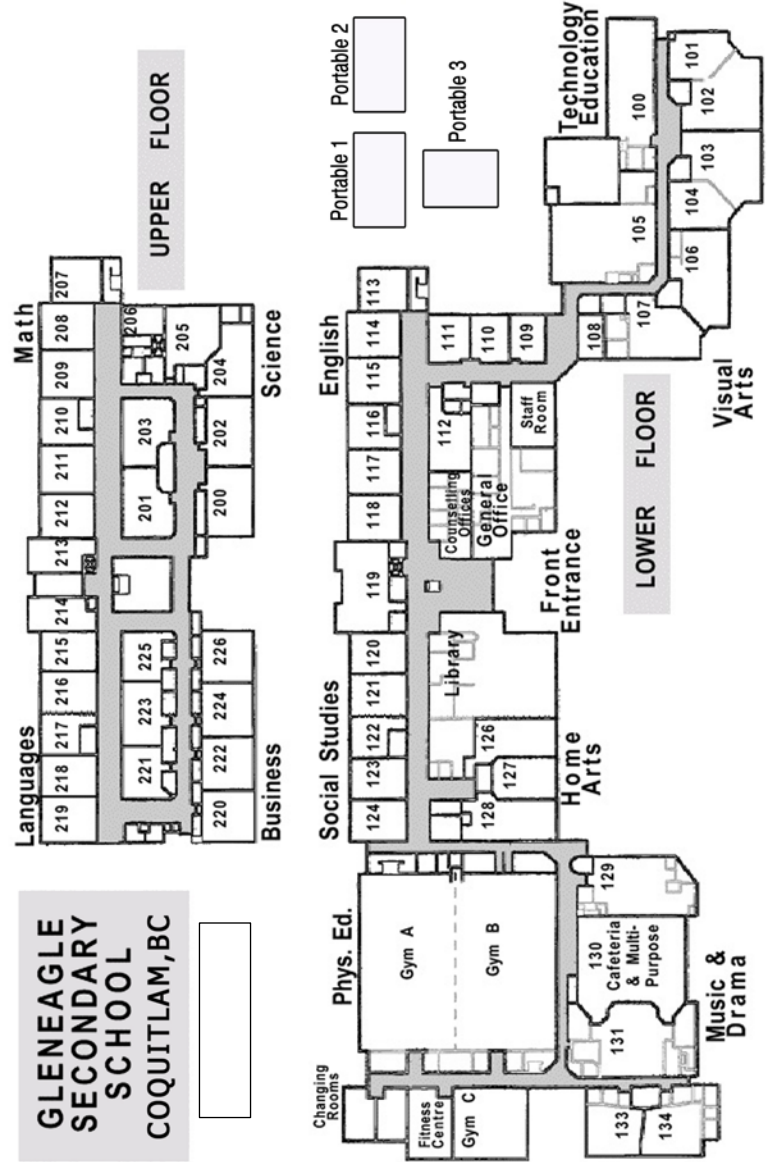 GLENEAGLE
SECONDARY
SCHOOL
COQUITLAM,BC
UPPER FLOOR
Languages
Math
219
218
217
216
215
214
213
212
211
210
209
208
207
221
223
225
201
203
206
205
204
220
222
224
226
200
202
Business
Science
Portable 1
Portable 2
Portable 3
LOWER FLOOR
Changing
Rooms
Phys. Ed.
Social Studies
English
124
123
122
121
120
119
118
117
116
115
114
113
Fitness
Centre
Gym C
Gym A
Gym B
128
127
126
Library
Counselling
Offices
General
Office
112
Staff
Room
111
110
109
Home
Arts
Front
Entrance
133
134
131
130
Cafeteria
& Multi-
Purpose
129
Music &
Drama
108
107
106
105
104
103
102
101
100
Technology
Education
Visual
Arts